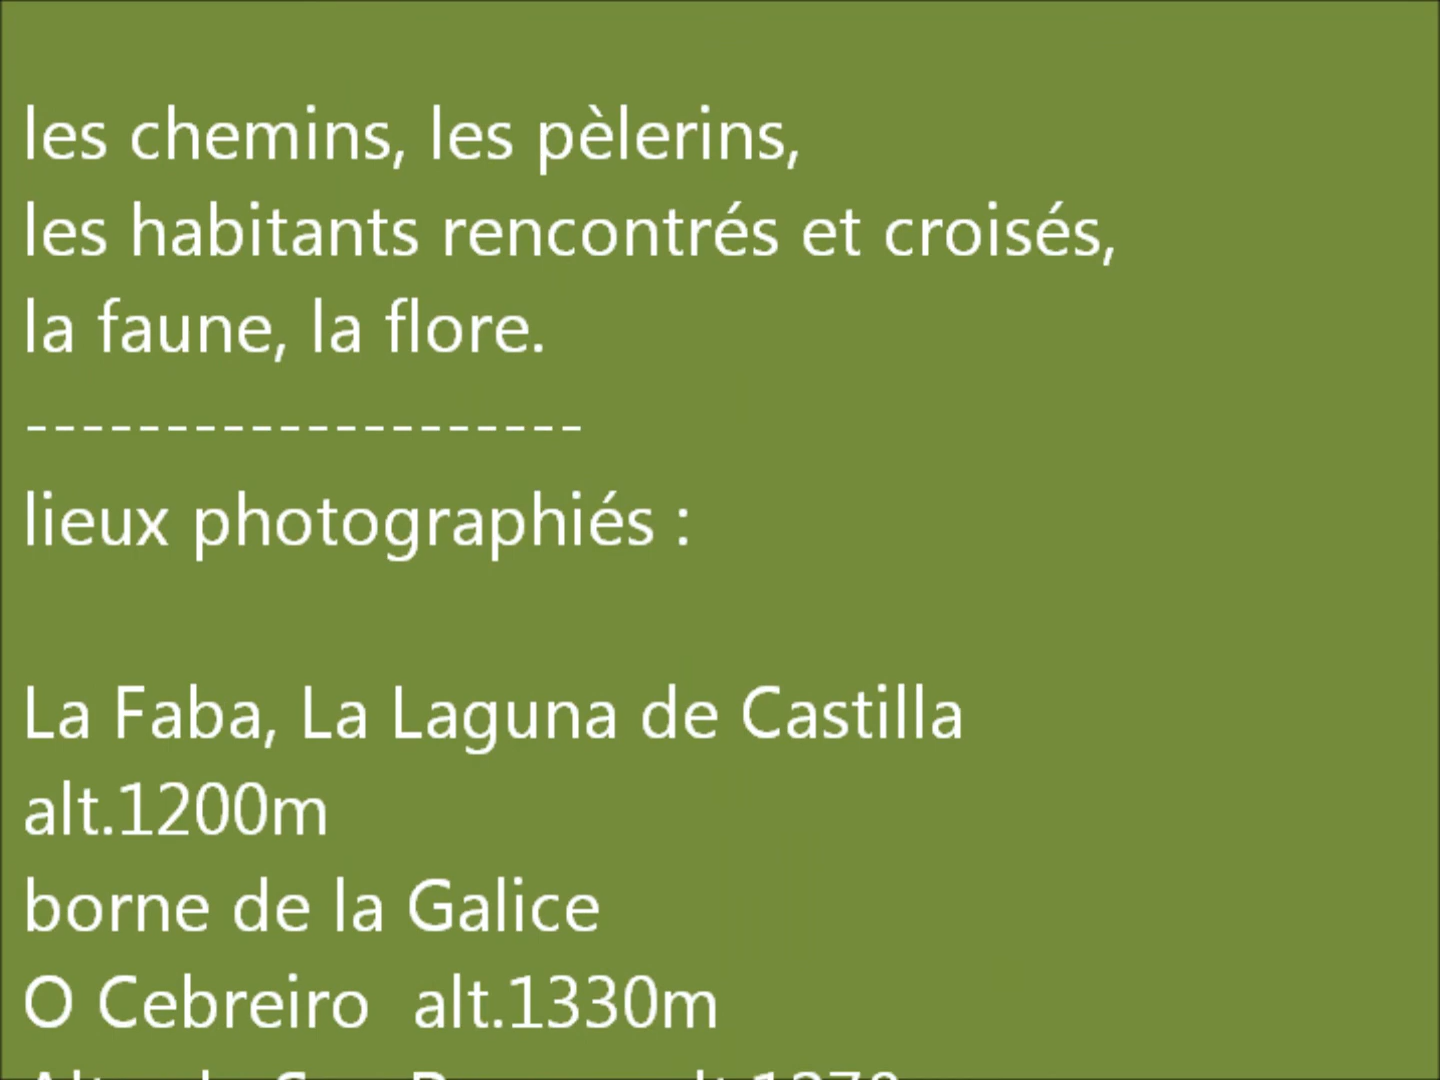 les chemins, les pèlerins,
les habitants rencontrés et croisés,
la faune, la flore.
--------------------
lieux photographiés :
La Faba, La Laguna de Castilla
alt.1200m
borne de la Galice
O Cebreiro  alt.1330m